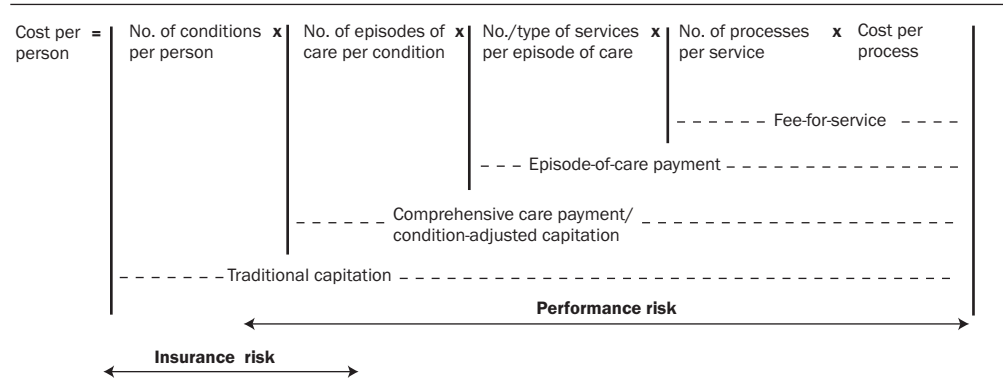 Cost per = No. of conditions x No. of episodes of x No./type of services x No. of processes x Cost per
person per person care per condition per episode of care per service process
Fee-for-service
Episode-of-care payment
Comprehensive care payment/
condition-adjusted capitation
Traditional capitation
Performance risk
Insurance risk